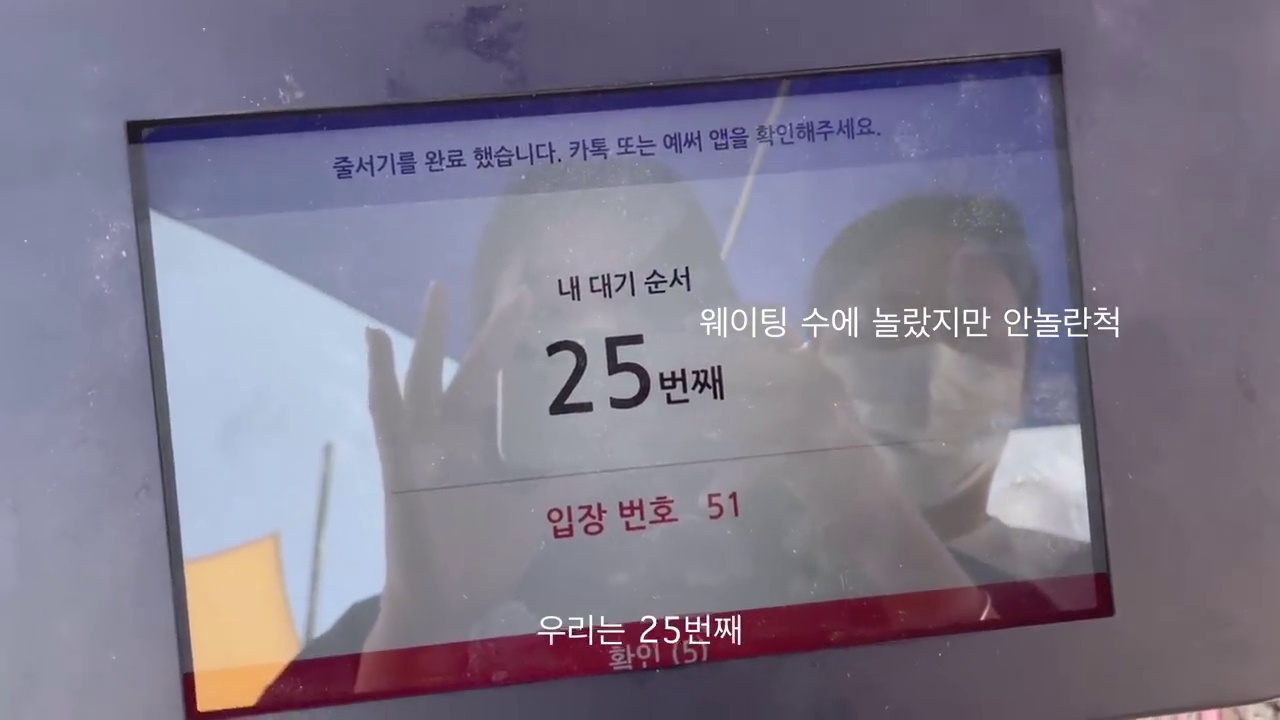 줄서기를 완료 했습니다. 카톡 또는 예써 앱을 확인해주세요.
내 대기 순서
웨이팅 수에 놀랐지만 안놀란척
25번째
입장 번호 51
우리는 25번째
확인 (5)